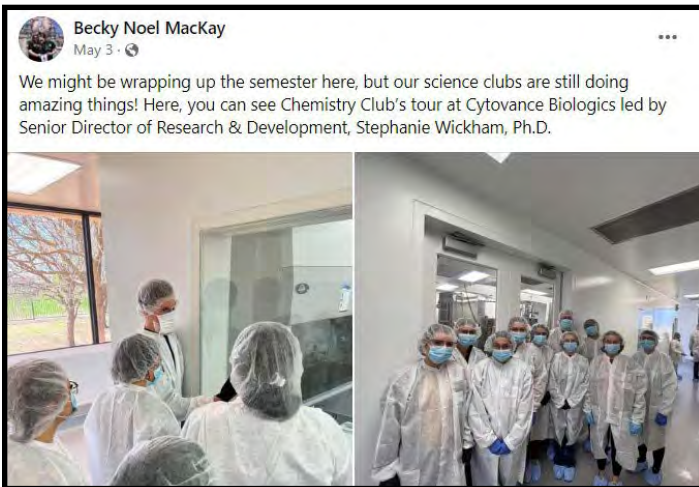 Becky Noel MacKay
May 3 ·
We might be wrapping up the semester here, but our science clubs are still doing
amazing things! Here, you can see Chemistry Club's tour at Cytovance Biologics led by
Senior Director of Research & Development, Stephanie Wickham, Ph.D.